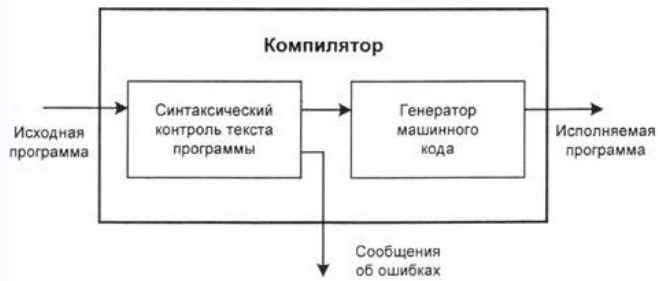 Компилятор
Исходная
программа
Синтаксический
контроль текста
программы
Генератор
машинного
кода
Исполняемая
программа
Сообщения
об ошибках